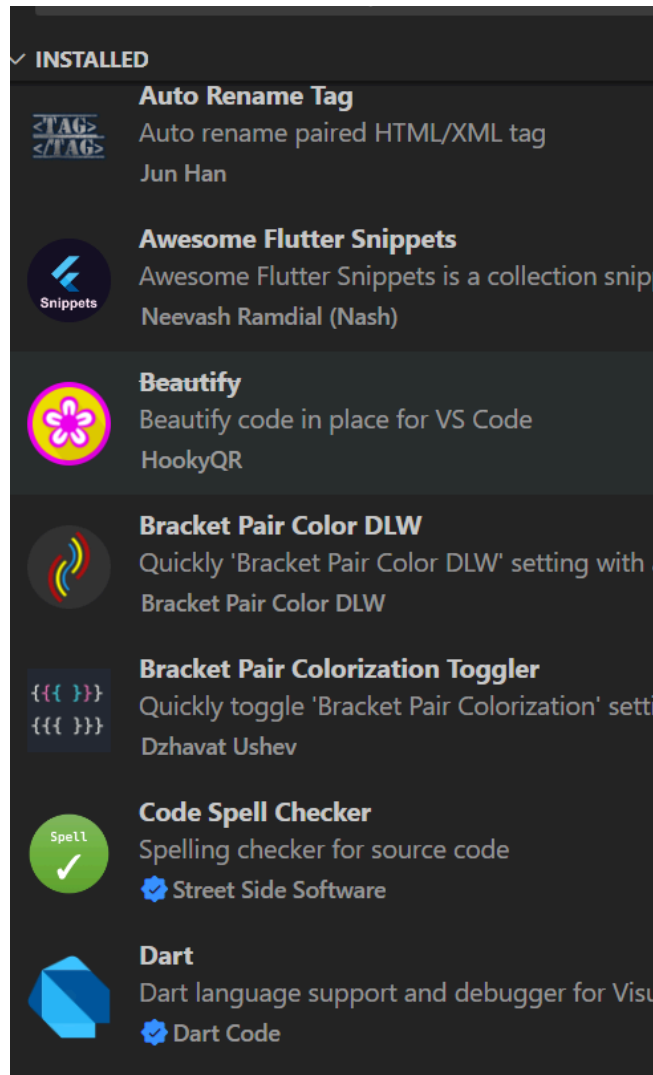 INSTALLED
Auto Rename Tag
<TAG>
</TAG>
Auto rename paired HTML/XML tag
Jun Han
Awesome Flutter Snippets
Snippets
Awesome Flutter Snippets is a collection snip
Neevash Ramdial (Nash)
Beautify
Beautify code in place for VS Code
HookyQR
Bracket Pair Color DLW
Quickly 'Bracket Pair Color DLW' setting with
Bracket Pair Color DLW
Bracket Pair Colorization Toggler
{{{ }}}
{{{ }}}
Quickly toggle 'Bracket Pair Colorization' setti
Dzhavat Ushev
Code Spell Checker
Spell
Spelling checker for source code
Street Side Software
Dart
Dart language support and debugger for Visu
Dart Code